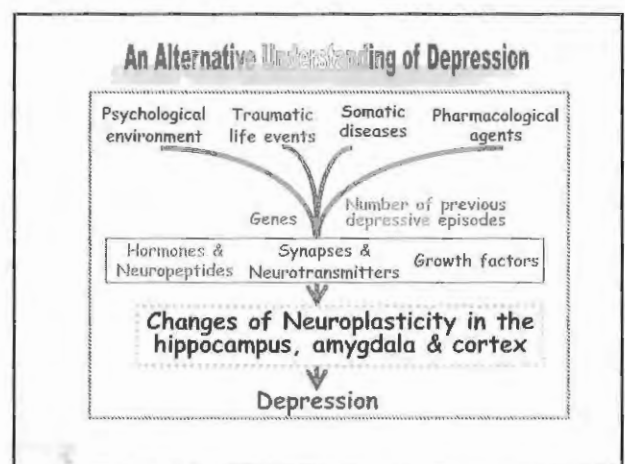 An Alternative Understanding of Depression
Psychological
environment
Traumatic
life events
Somatic
diseases
Pharmacological
agents
Genes
Number of previous
depressive episodes
Hormones &
Neuropeptides
Synapses &
Neurotransmitters
Growth factors
Changes of Neuroplasticity in the
hippocampus, amygdala & cortex
Depression